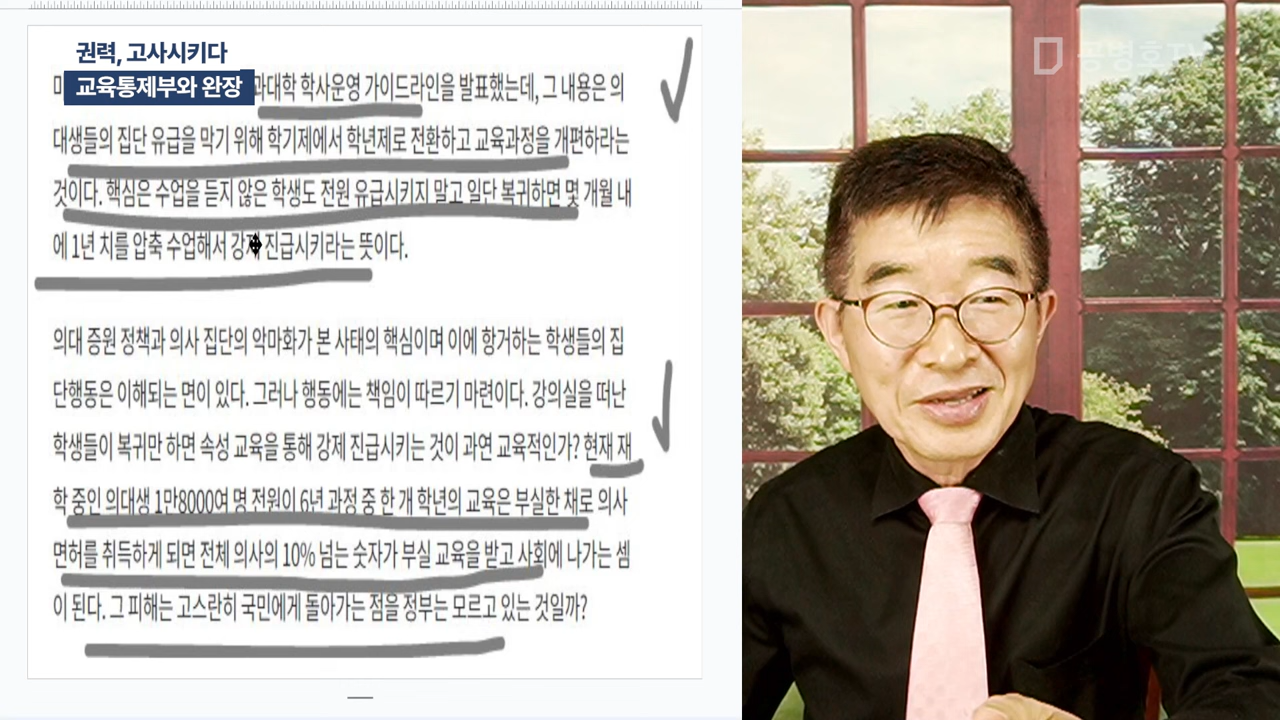 권력, 고사시키다
교육통제부와 완장
대학 학사운영 가이드라인을 발표했는데, 그 내용은 의
대생들의 집단 유급을 막기 위해 학기제에서 학년제로 전환하고 교육과정을 개편하라는
것이다. 핵심은 수업을 듣지 않은 학생도 전원 유급시키지 말고 일단 복귀하면 몇 개월 내
에 1년 치를 압축 수업해서 강제 진급시키라는 뜻이다.
의대 증원 정책과 의사 집단의 악마화가 본 사태의 핵심이며 이에 항거하는 학생들의 집
단행동은 이해되는 면이 있다. 그러나 행동에는 책임이 따르기 마련이다. 강의실을 떠난
학생들이 복귀만 하면 속성 교육을 통해 강제 진급시키는 것이 과연 교육적인가? 현재 재
학 중인 의대생 1만8000여 명 전원이 6년 과정 중 한 개 학년의 교육은 부실한 채로 의사
면허를 취득하게 되면 전체 의사의 10% 넘는 숫자가 부실 교육을 받고 사회에 나가는 셈
이 된다. 그 피해는 고스란히 국민에게 돌아가는 점을 정부는 모르고 있는 것일까?
공병호TV